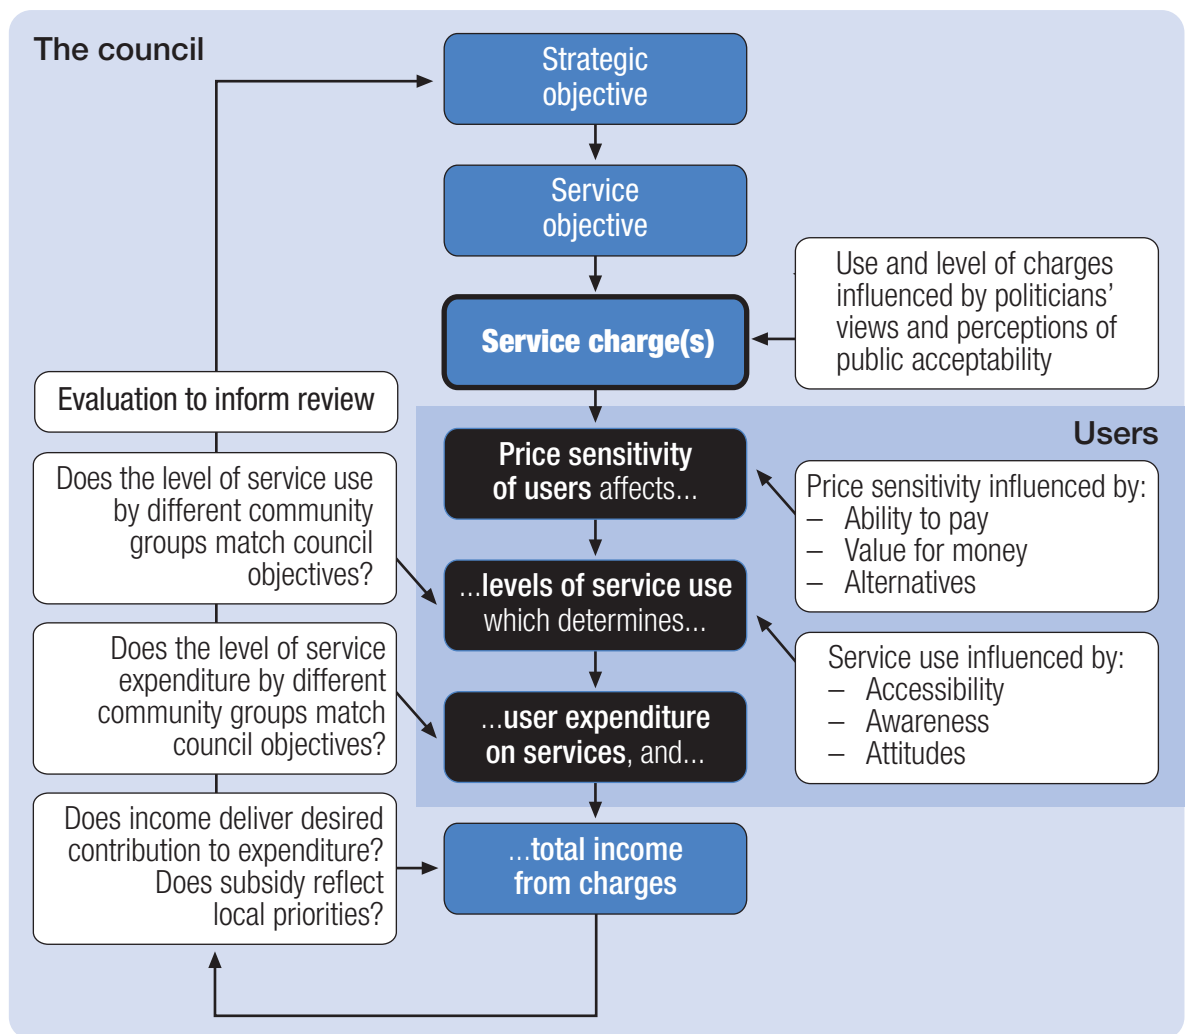 The council
Strategic
objective
Service
objective
Service charge(s)
Use and level of charges
influenced by politicians’
views and perceptions of
public acceptability
Evaluation to inform review
Users
Price sensitivity
of users affects...
Price sensitivity influenced by:
– Ability to pay
– Value for money
– Alternatives
Does the level of service use
by different community
groups match council
objectives?
...levels of service use
which determines...
Does the level of service
expenditure by different
community groups match
council objectives?
Service use influenced by:
– Accessibility
– Awareness
– Attitudes
...user expenditure
on services, and...
Does income deliver desired
contribution to expenditure?
Does subsidy reflect
local priorities?
...total income
from charges